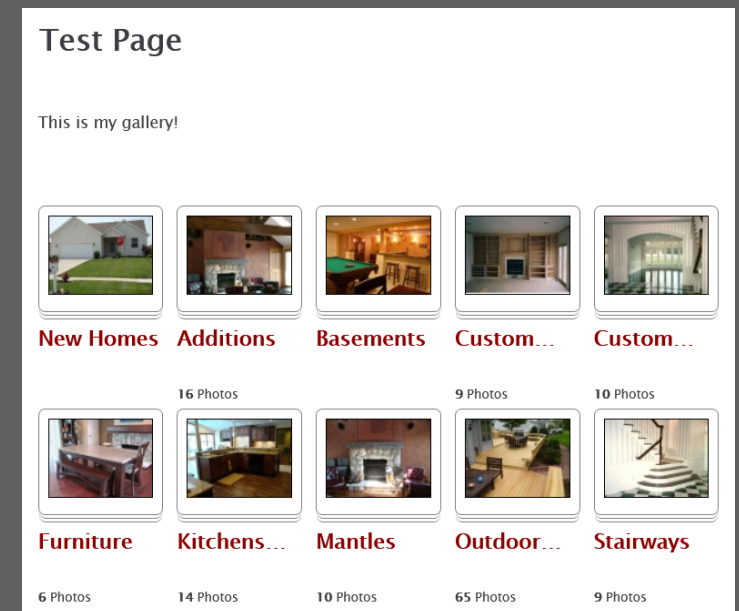 Test Page
This is my gallery!
New Homes Additions Basements Custom... Custom...
16 Photos 9 Photos 10 Photos
Furniture Kitchens... Mantles Outdoor... Stairways
6 Photos 14 Photos 10 Photos 65 Photos 9 Photos